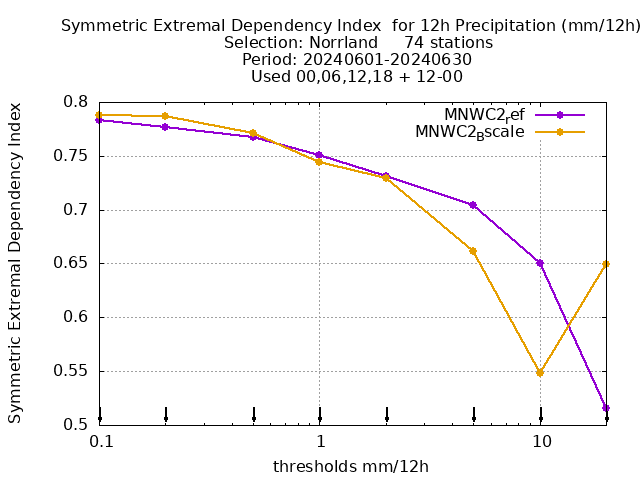 Symmetric Extremal Dependency Index  for 12h Precipitation (mm/12h)
Selection: Norrland     74 stations
Period: 20240601-20240630
Used 00,06,12,18 + 12-00
MNWC2_ref
MNWC2_Bscale
Symmetric Extremal Dependency Index
0.8
0.75
0.7
0.65
0.6
0.55
0.5
0.1 1 10
thresholds mm/12h